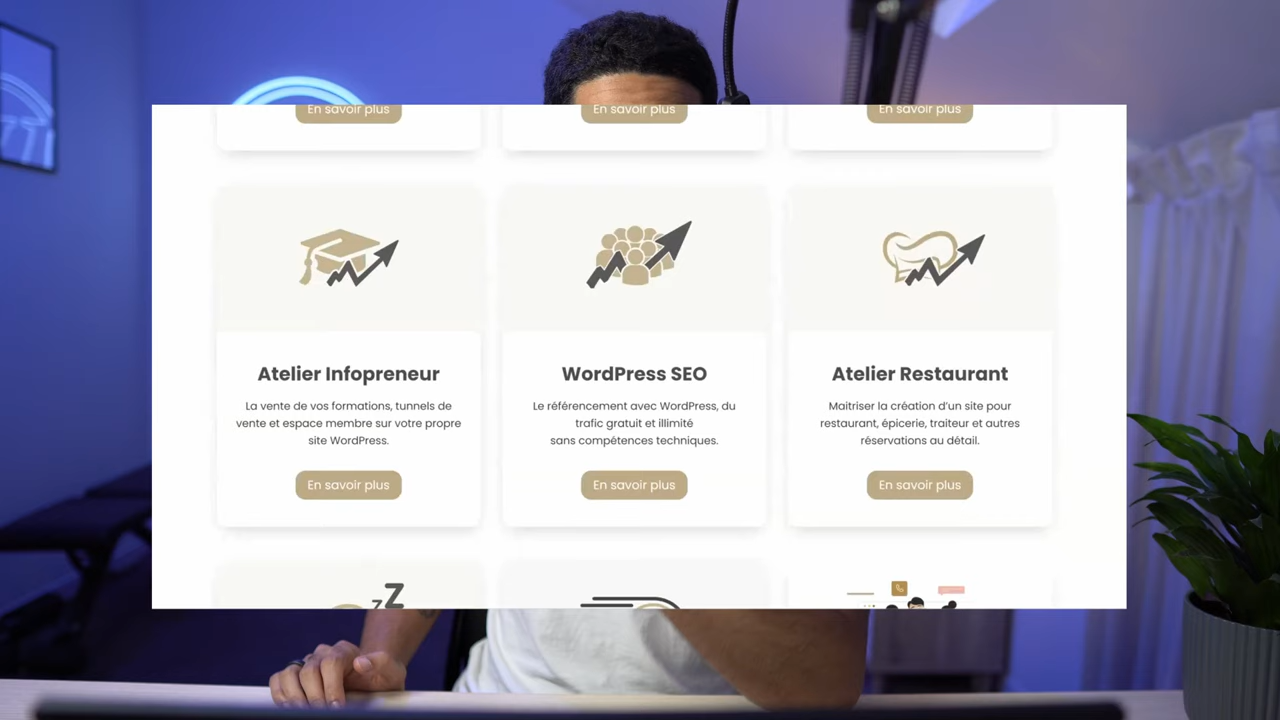 En savoir plus
En savoir plus
En savoir plus
Atelier Infopreneur
La vente de vos formations, tunnels de
vente et espace membre sur votre propre
site WordPress.
En savoir plus
WordPress SEO
Le référencement avec WordPress, du
trafic gratuit et illimité
sans compétences techniques.
En savoir plus
Atelier Restaurant
Maitriser la création d'un site pour
restaurant, épicerie, traiteur et autres
réservations au détail.
En savoir plus
z Z